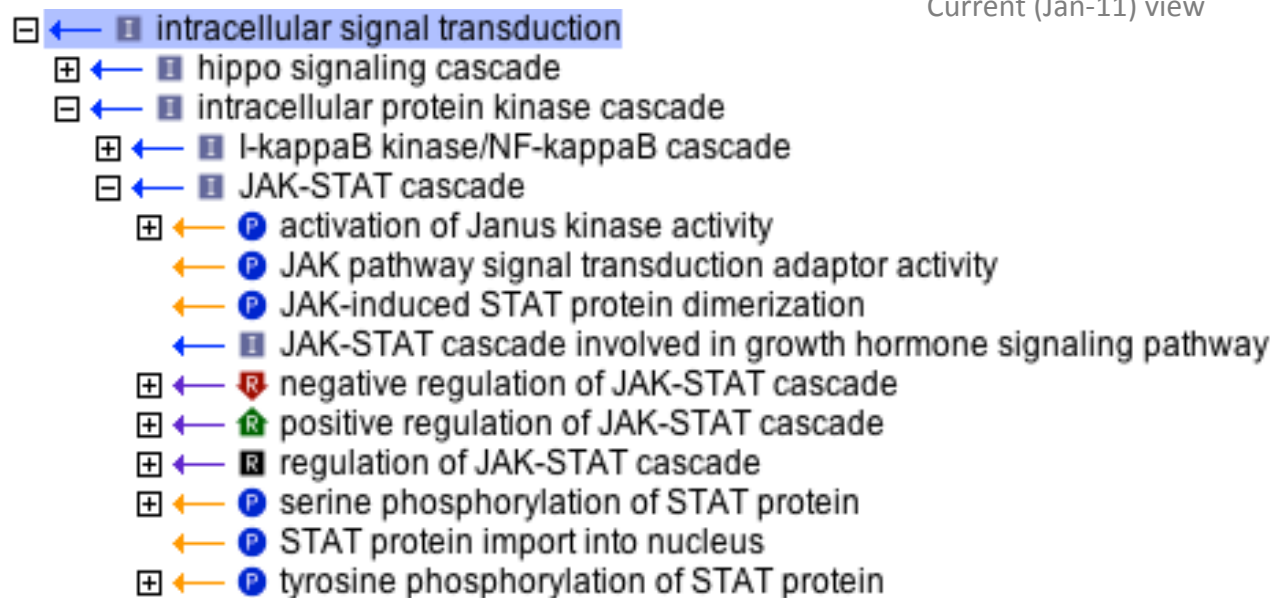 Current (Jan-11) view
I intracellular signal transduction
I hippo signaling cascade
I intracellular protein kinase cascade
I I-kappaB kinase/NF-kappaB cascade
I JAK-STAT cascade
P activation of Janus kinase activity
P JAK pathway signal transduction adaptor activity
P JAK-induced STAT protein dimerization
I JAK-STAT cascade involved in growth hormone signaling pathway
R negative regulation of JAK-STAT cascade
R positive regulation of JAK-STAT cascade
R regulation of JAK-STAT cascade
P serine phosphorylation of STAT protein
P STAT protein import into nucleus
P tyrosine phosphorylation of STAT protein